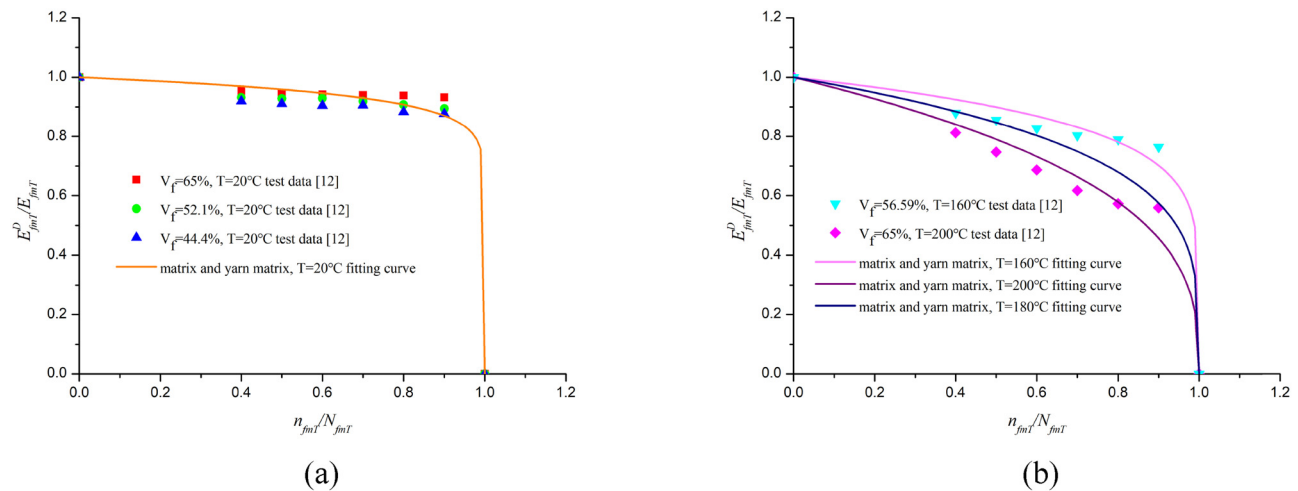 1.2
1.0
0.8
0.6
0.4
0.2
0.0
E^D_fmT/E_fmT
V_f=65%, T=20℃ test data [12]
V_f=52.1%, T=20℃ test data [12]
V_f=44.4%, T=20℃ test data [12]
matrix and yarn matrix, T=20℃ fitting curve
0.0 0.2 0.4 0.6 0.8 1.0 1.2
n_fmT/N_fmT
(a)
1.2
1.0
0.8
0.6
0.4
0.2
0.0
E^D_fmT/E_fmT
V_f=56.59%, T=160℃ test data [12]
V_f=65%, T=200℃ test data [12]
matrix and yarn matrix, T=160℃ fitting curve
matrix and yarn matrix, T=200℃ fitting curve
matrix and yarn matrix, T=180℃ fitting curve
0.0 0.2 0.4 0.6 0.8 1.0 1.2
n_fmT/N_fmT
(b)